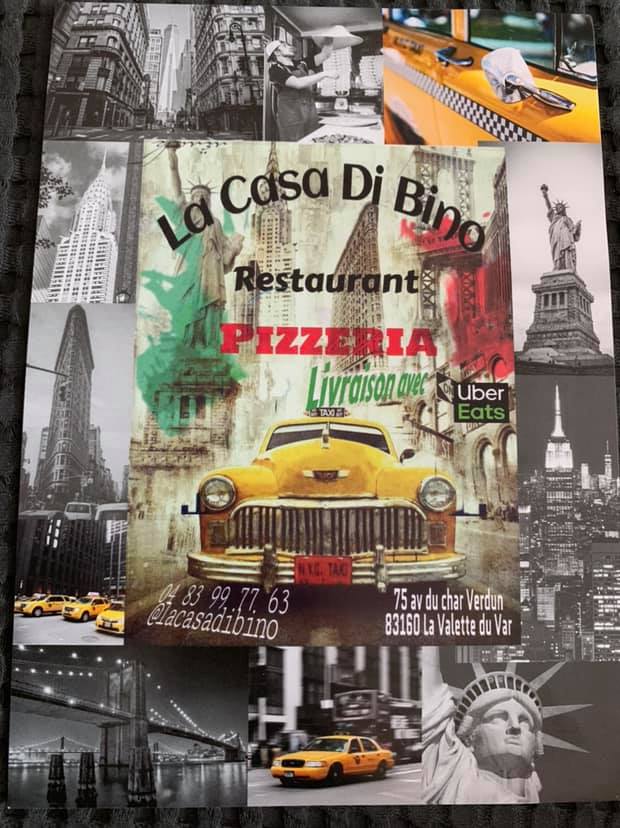 La Casa Di Bino
Restaurant
PIZZERIA
Livraison avec
Uber
Eats
TAXI
N.Y.C. TAXI
04 83 99, 77. 63
@lacasadibino
75 av du char Verdun
83160 La Valette du Var